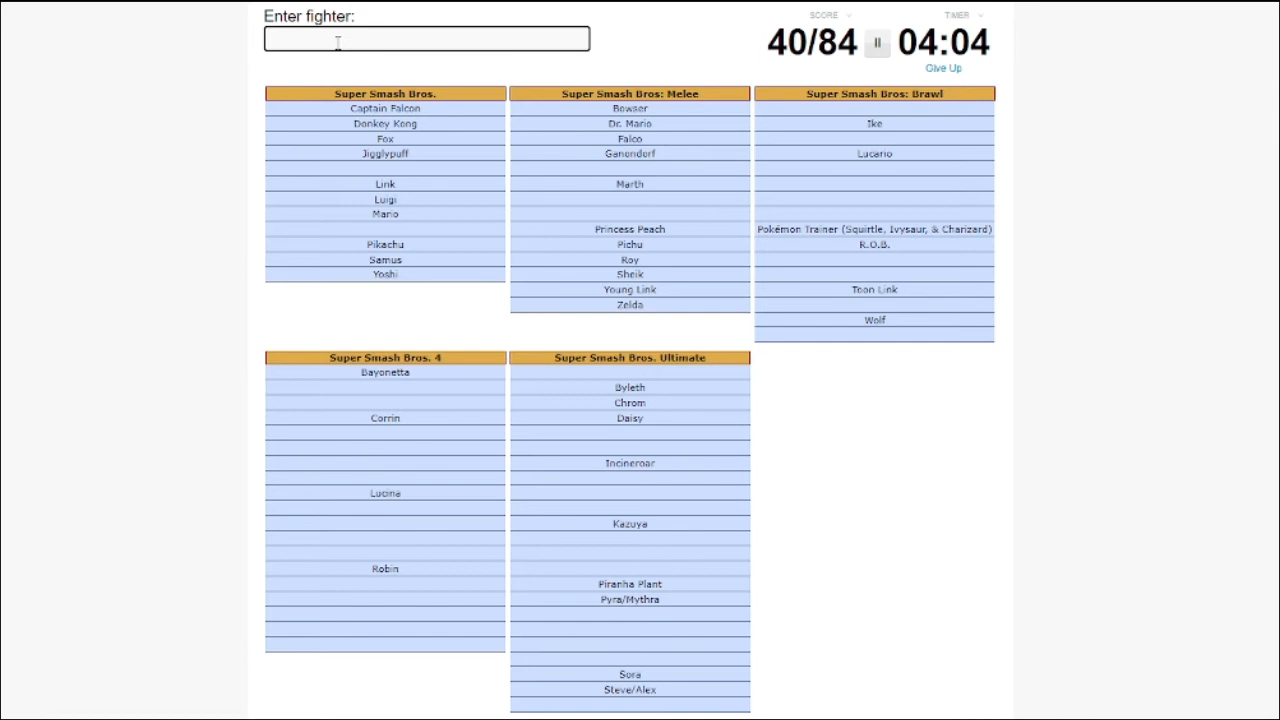 Enter fighter:
SCORE
TIMER
40/84
04:04
Give Up
Super Smash Bros.
Captain Falcon
Donkey Kong
Fox
Jigglypuff
Link
Luigi
Mario
Pikachu
Samus
Yoshi
Super Smash Bros: Melee
Bowser
Dr. Mario
Falco
Ganondorf
Marth
Princess Peach
Pichu
Roy
Sheik
Young Link
Zelda
Super Smash Bros: Brawl
Ike
Lucario
Pokémon Trainer (Squirtle, Ivysaur, & Charizard)
R.O.B.
Toon Link
Wolf
Super Smash Bros. 4
Bayonetta
Corrin
Lucina
Robin
Super Smash Bros. Ultimate
Byleth
Chrom
Daisy
Incineroar
Kazuya
Piranha Plant
Pyra/Mythra
Sora
Steve/Alex